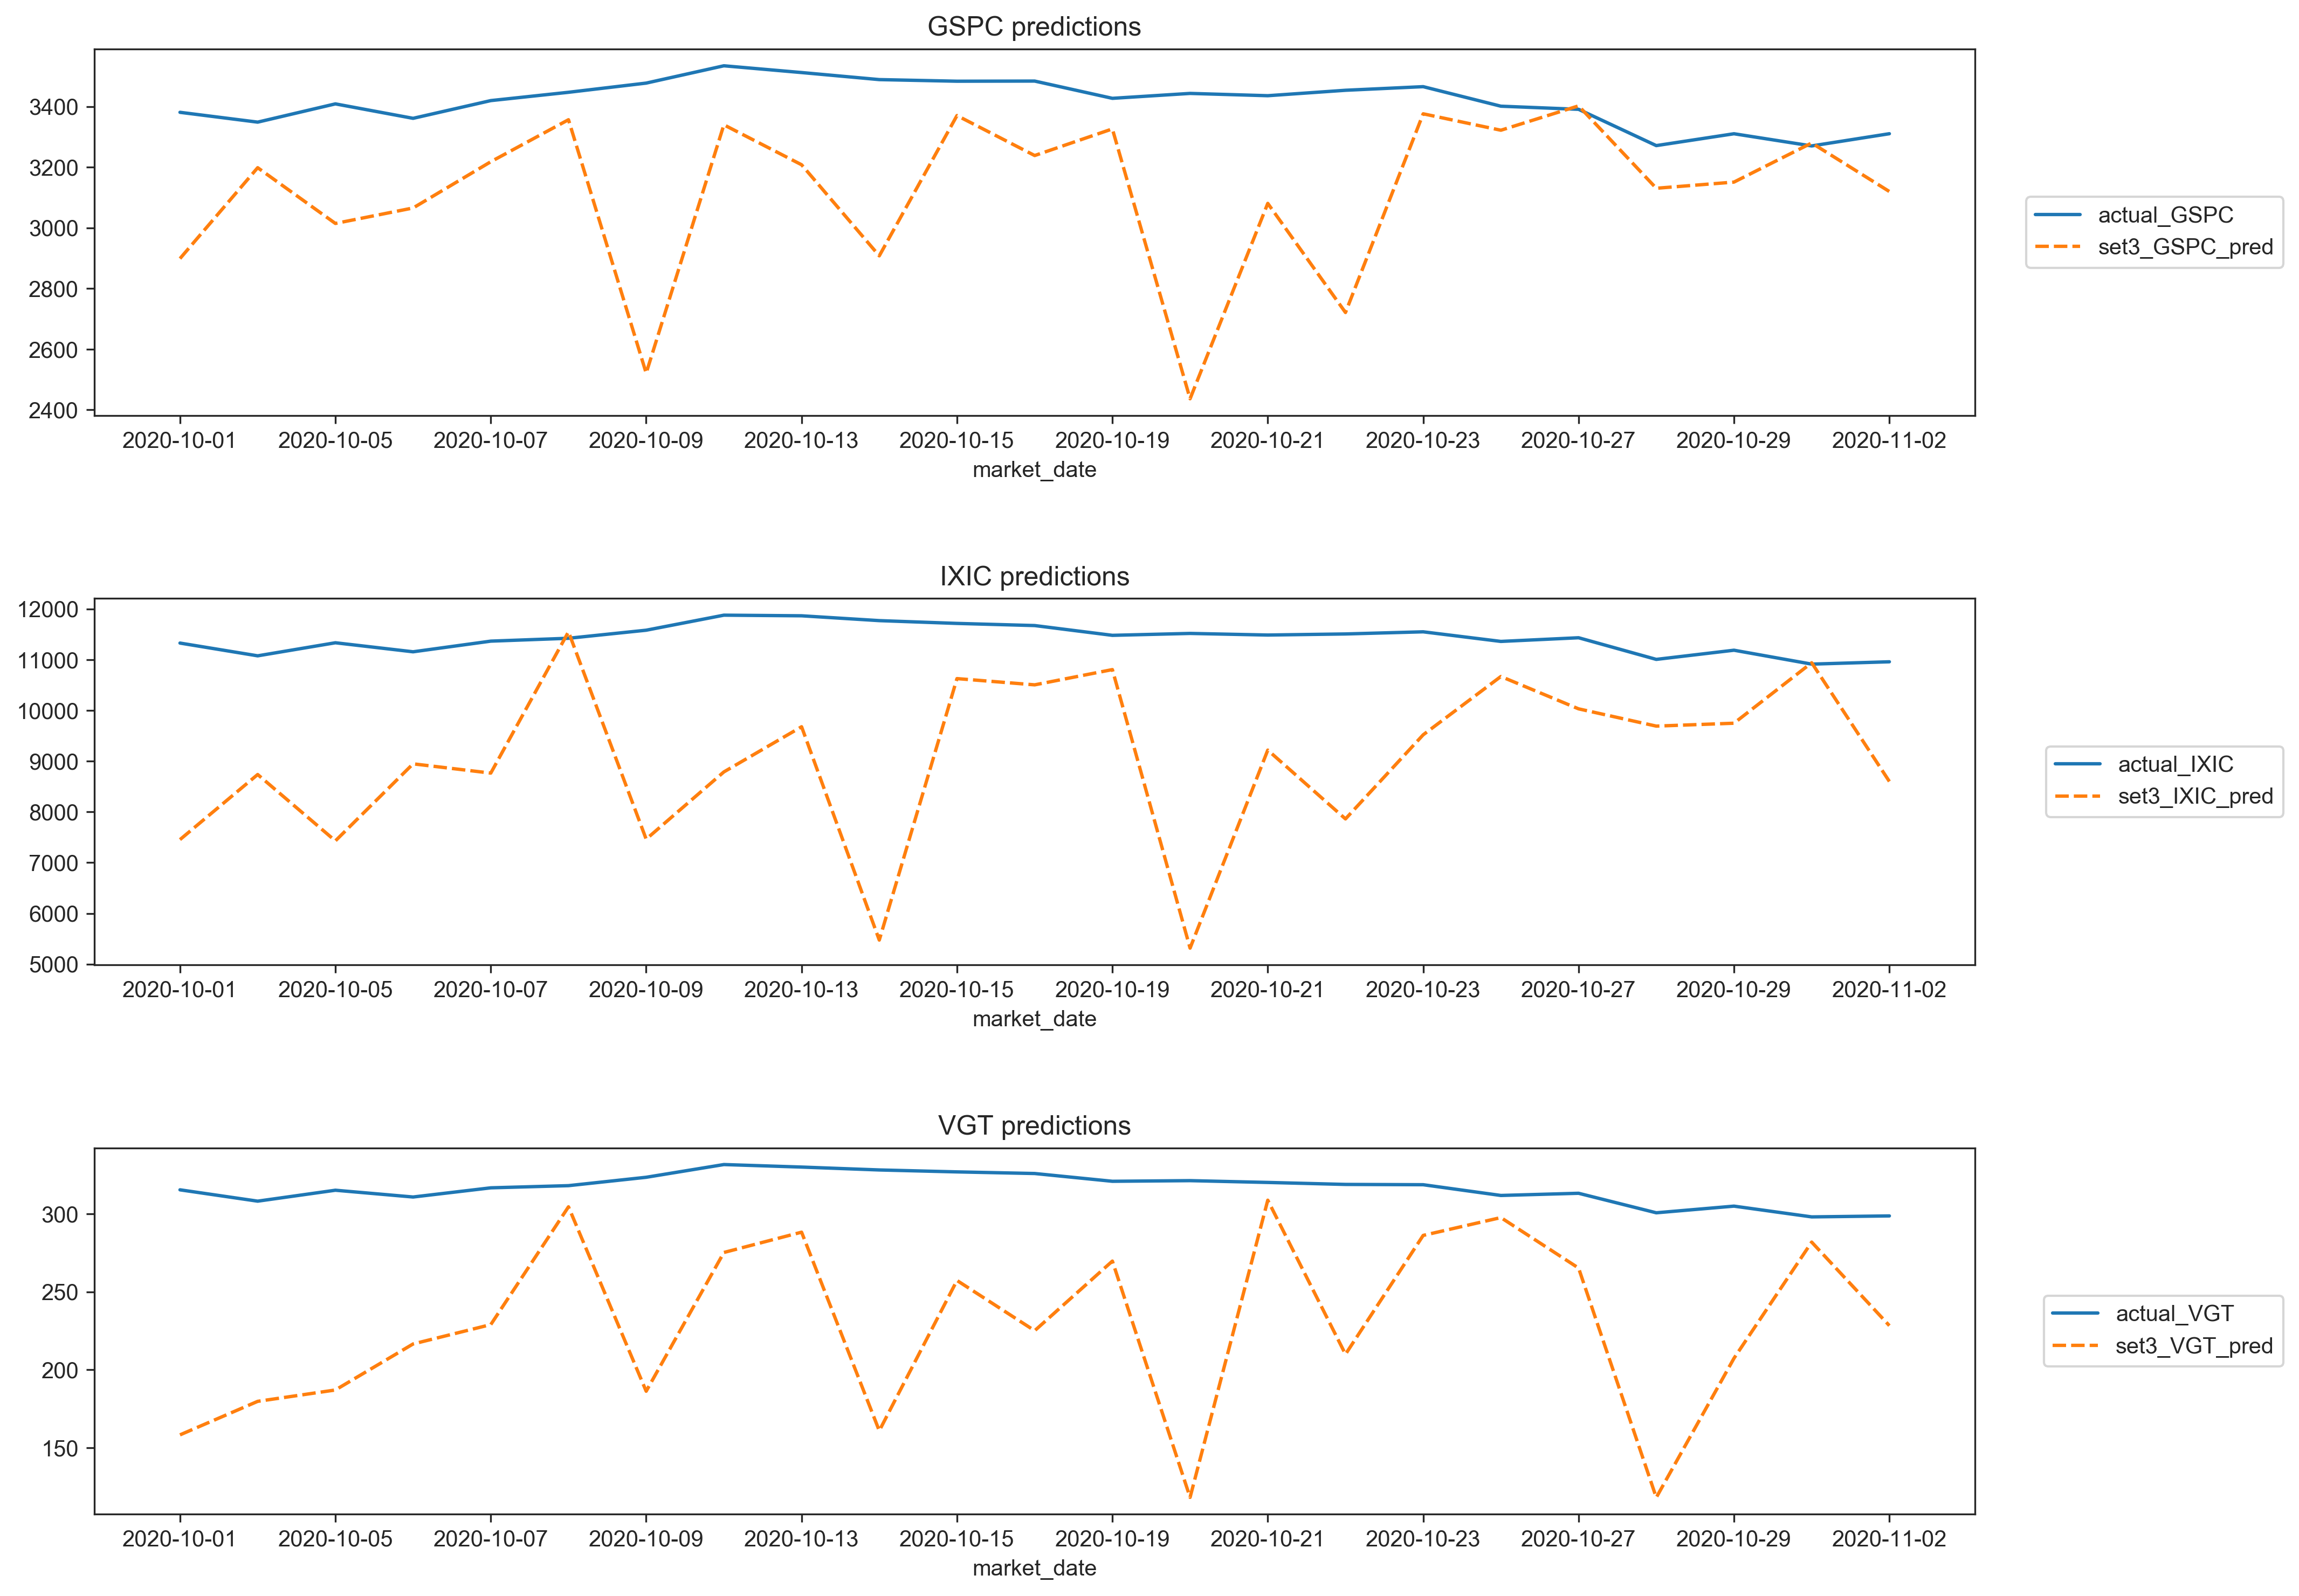 GSPC predictions
3400
3200
3000
2800
2600
2400
actual_GSPC
set3_GSPC_pred
2020-10-01 2020-10-05 2020-10-07 2020-10-09 2020-10-13 2020-10-15 2020-10-19 2020-10-21 2020-10-23 2020-10-27 2020-10-29 2020-11-02
market_date
IXIC predictions
12000
11000
10000
9000
8000
7000
6000
5000
actual_IXIC
set3_IXIC_pred
2020-10-01 2020-10-05 2020-10-07 2020-10-09 2020-10-13 2020-10-15 2020-10-19 2020-10-21 2020-10-23 2020-10-27 2020-10-29 2020-11-02
market_date
VGT predictions
300
250
200
150
actual_VGT
set3_VGT_pred
2020-10-01 2020-10-05 2020-10-07 2020-10-09 2020-10-13 2020-10-15 2020-10-19 2020-10-21 2020-10-23 2020-10-27 2020-10-29 2020-11-02
market_date